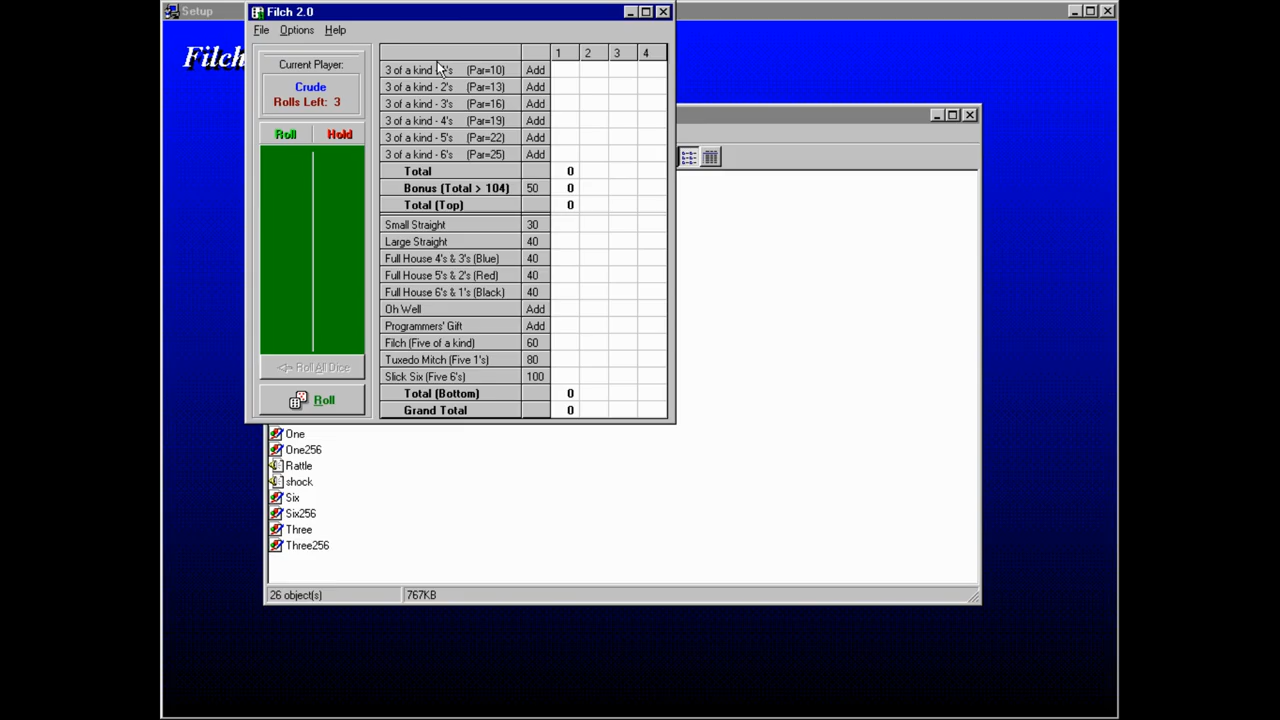 Setup
Filch
Filch 2.0
File Options Help
Current Player:
Crude
Rolls Left: 3
Roll Hold
Roll All Dice
Roll
1 2 3 4
3 of a kind 's (Par=10) Add
3 of a kind - 2's (Par=13) Add
3 of a kind - 3's (Par=16) Add
3 of a kind - 4's (Par=19) Add
3 of a kind - 5's (Par=22) Add
3 of a kind - 6's (Par=25) Add
Total 0
Bonus (Total > 104) 50 0
Total (Top) 0
Small Straight 30
Large Straight 40
Full House 4's & 3's (Blue) 40
Full House 5's & 2's (Red) 40
Full House 6's & 1's (Black) 40
Oh Well Add
Programmers' Gift Add
Filch (Five of a kind) 60
Tuxedo Mitch (Five 1's) 80
Slick Six (Five 6's) 100
Total (Bottom) 0
Grand Total 0
One
One256
Rattle
shock
Six
Six256
Three
Three256
26 object(s) 767KB